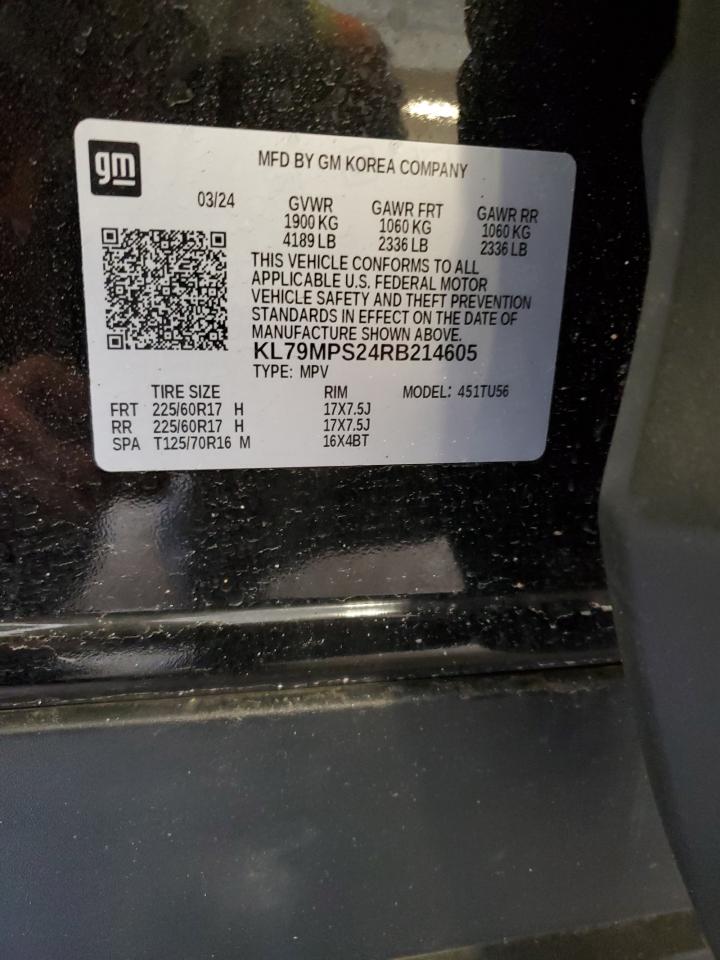 gm
MFD BY GM KOREA COMPANY
03/24 GVWR GAWR FRT GAWR RR
1900 KG 1060 KG 1060 KG
4189 LB 2336 LB 2336 LB
THIS VEHICLE CONFORMS TO ALL
APPLICABLE U.S. FEDERAL MOTOR
VEHICLE SAFETY AND THEFT PREVENTION
STANDARDS IN EFFECT ON THE DATE OF
MANUFACTURE SHOWN ABOVE.
KL79MPS24RB214605
TYPE: MPV
TIRE SIZE RIM MODEL: 451TU56
FRT 225/60R17 H 17X7.5J
RR 225/60R17 H 17X7.5J
SPA T125/70R16 M 16X4BT